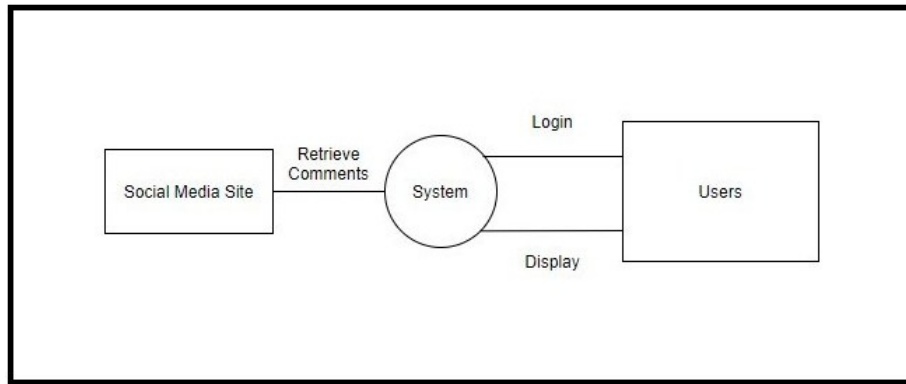 Login
Retrieve
Comments
Social Media Site
System
Users
Display